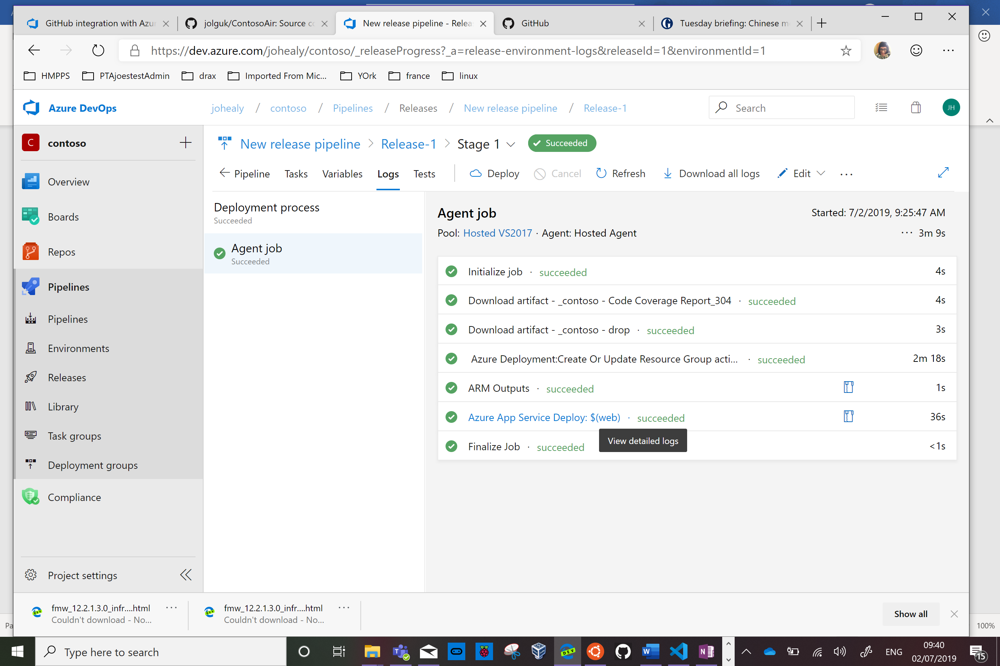 GitHub integration with Azur
jolguk/ContosoAir: Source co
New release pipeline - Relea
GitHub
Tuesday briefing: Chinese m
https://dev.azure.com/johealy/contoso/_releaseProgress?_a=release-environment-logs&releaseId=1&environmentId=1
HMPPS
PTAjoestestAdmin
drax
Imported From Mic...
YOrk
france
linux
Azure DevOps
johealy / contoso / Pipelines / Releases / New release pipeline / Release-1
Search
JH
C
contoso
New release pipeline > Release-1 > Stage 1
Succeeded
Pipeline
Tasks
Variables
Logs
Tests
Deploy
Cancel
Refresh
Download all logs
Edit
...
Overview
Boards
Repos
Pipelines
Pipelines
Environments
Releases
Library
Task groups
Deployment groups
Compliance
Project settings
Deployment process
Succeeded
Agent job
Succeeded
Agent job
Started: 7/2/2019, 9:25:47 AM
Pool: Hosted VS2017 · Agent: Hosted Agent
... 3m 9s
Initialize job · succeeded 4s
Download artifact - _contoso - Code Coverage Report_304 · succeeded 4s
Download artifact - _contoso - drop · succeeded 3s
Azure Deployment:Create Or Update Resource Group acti... · succeeded 2m 18s
ARM Outputs · succeeded 1s
Azure App Service Deploy: $(web) · succeeded 36s
View detailed logs
Finalize Job · succeeded <1s
fmw_12.2.1.3.0_infr....html
Couldn't download - No...
fmw_12.2.1.3.0_infr....html
Couldn't download - No...
Show all
Pa
100%
Type here to search
DEV
ENG
09:40
02/07/2019
15